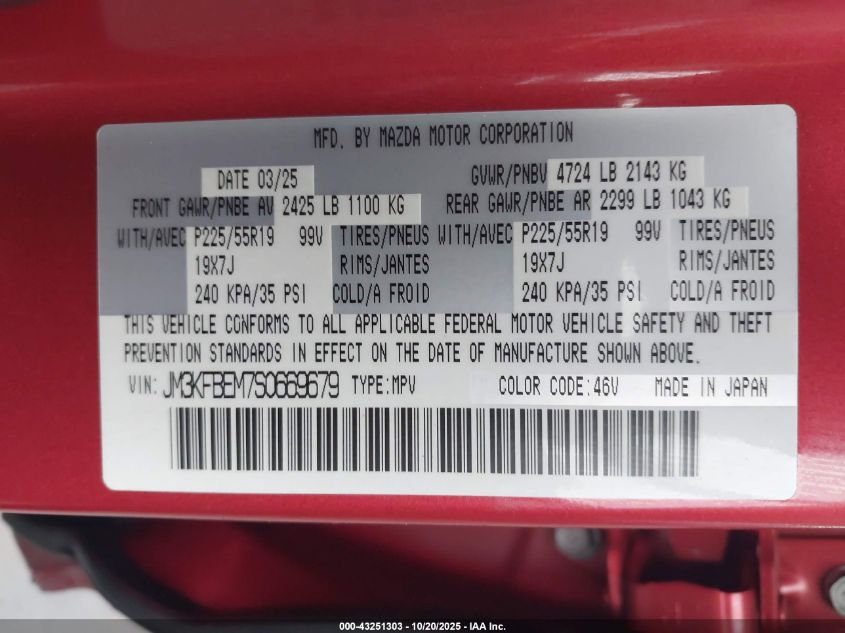 MFD. BY MAZDA MOTOR CORPORATION
DATE 03/25 GVWR/PNBV 4724 LB 2143 KG
FRONT GAWR/PNBE AV 2425 LB 1100 KG REAR GAWR/PNBE AR 2299 LB 1043 KG
WITH/AVEC P225/55R19 99V TIRES/PNEUS WITH/AVEC P225/55R19 99V TIRES/PNEUS
19X7J RIMS/JANTES 19X7J RIMS/JANTES
240 KPA/35 PSI COLD/A FROID 240 KPA/35 PSI COLD/A FROID
THIS VEHICLE CONFORMS TO ALL APPLICABLE FEDERAL MOTOR VEHICLE SAFETY AND THEFT
PREVENTION STANDARDS IN EFFECT ON THE DATE OF MANUFACTURE SHOWN ABOVE.
VIN: JM3KFBEM7S0669679 TYPE:MPV COLOR CODE:46V MADE IN JAPAN
000-43251303 - 10/20/2025 - IAA Inc.